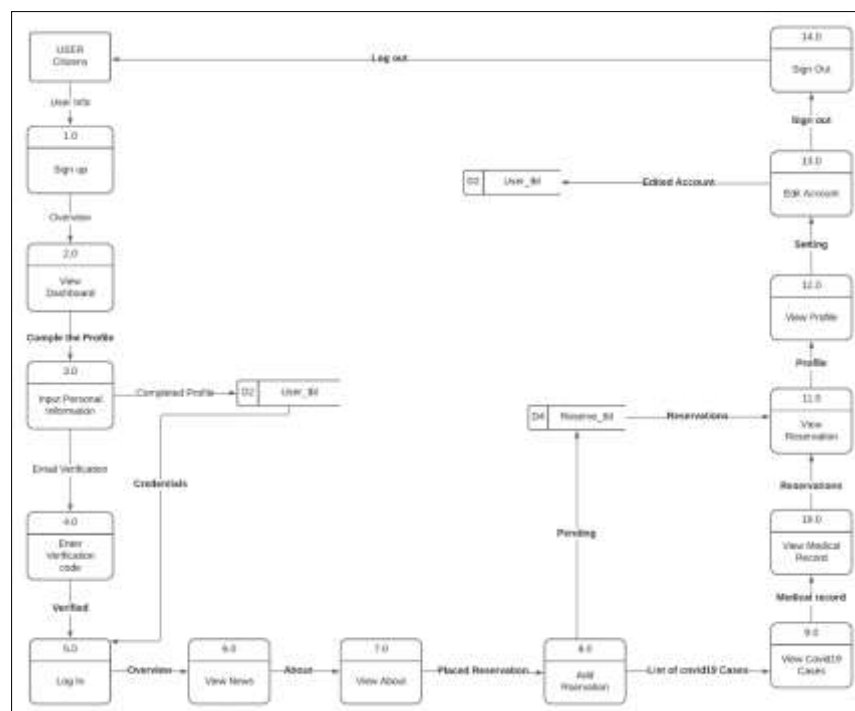 USER
Citizens
User Info
1.0
Sign up
Overview
2.0
View
Dashboard
Comple the Profile
3.0
Input Personal
Information
Completed Profile
D2
User_tbl
Email Verification
Credentials
4.0
Enter
Verification
code
Verified
5.0
Log In
Overview
6.0
View News
About
7.0
View About
Placed Reservation
8.0
Add
Rservation
Pending
D4
Reserve_tbl
Reservations
List of covid19 Cases
9.0
View Covid19
Cases
Medical record
10.0
View Medical
Record
Reservations
11.0
View
Reservation
Profile
12.0
View Profile
Setting
13.0
Edit Account
Edited Account
D2
User_tbl
Sign out
14.0
Sign Out
Log out